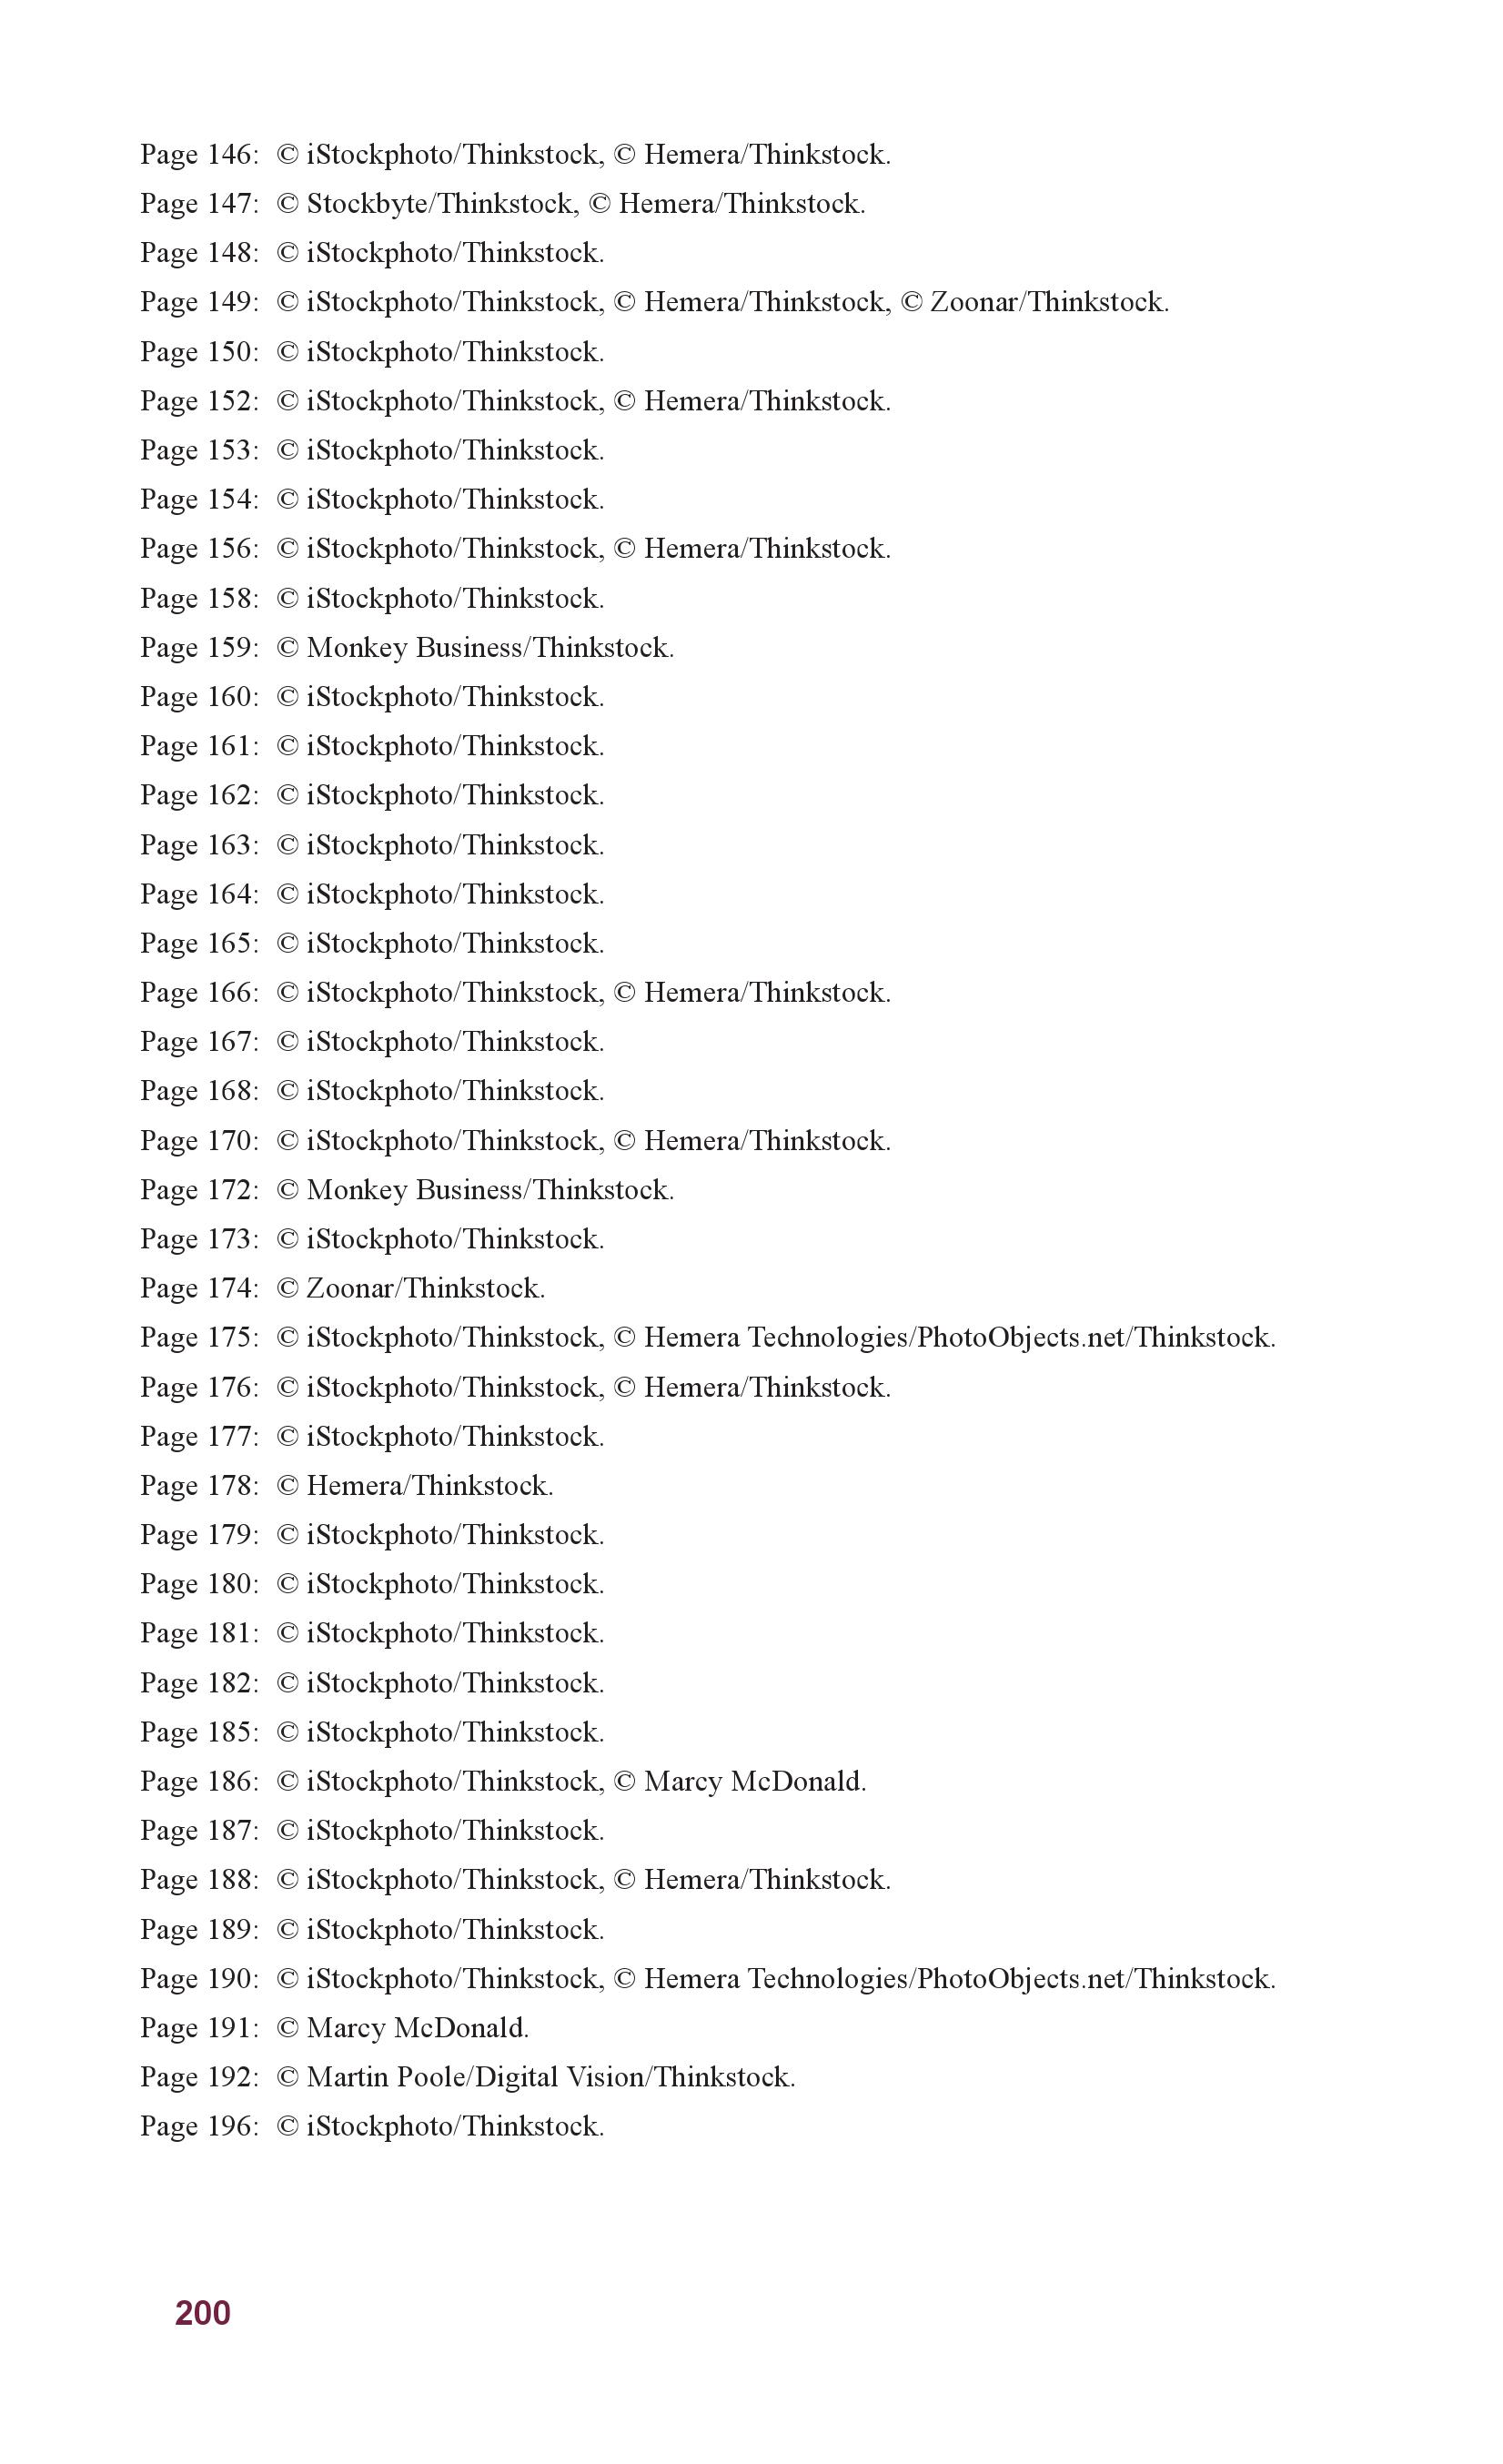 Page 146: © iStockphoto/Thinkstock, © Hemera/Thinkstock.
Page 147: © Stockbyte/Thinkstock, © Hemera/Thinkstock.
Page 148: © iStockphoto/Thinkstock.
Page 149: © iStockphoto/Thinkstock, © Hemera/Thinkstock, © Zoonar/Thinkstock.
Page 150: © iStockphoto/Thinkstock.
Page 152: © iStockphoto/Thinkstock, © Hemera/Thinkstock.
Page 153: © iStockphoto/Thinkstock.
Page 154: © iStockphoto/Thinkstock.
Page 156: © iStockphoto/Thinkstock, © Hemera/Thinkstock.
Page 158: © iStockphoto/Thinkstock.
Page 159: © Monkey Business/Thinkstock.
Page 160: © iStockphoto/Thinkstock.
Page 161: © iStockphoto/Thinkstock.
Page 162: © iStockphoto/Thinkstock.
Page 163: © iStockphoto/Thinkstock.
Page 164: © iStockphoto/Thinkstock.
Page 165: © iStockphoto/Thinkstock.
Page 166: © iStockphoto/Thinkstock, © Hemera/Thinkstock.
Page 167: © iStockphoto/Thinkstock.
Page 168: © iStockphoto/Thinkstock.
Page 170: © iStockphoto/Thinkstock, © Hemera/Thinkstock.
Page 172: © Monkey Business/Thinkstock.
Page 173: © iStockphoto/Thinkstock.
Page 174: © Zoonar/Thinkstock.
Page 175: © iStockphoto/Thinkstock, © Hemera Technologies/PhotoObjects.net/Thinkstock.
Page 176: © iStockphoto/Thinkstock, © Hemera/Thinkstock.
Page 177: © iStockphoto/Thinkstock.
Page 178: © Hemera/Thinkstock.
Page 179: © iStockphoto/Thinkstock.
Page 180: © iStockphoto/Thinkstock.
Page 181: © iStockphoto/Thinkstock.
Page 182: © iStockphoto/Thinkstock.
Page 185: © iStockphoto/Thinkstock.
Page 186: © iStockphoto/Thinkstock, © Marcy McDonald.
Page 187: © iStockphoto/Thinkstock.
Page 188: © iStockphoto/Thinkstock, © Hemera/Thinkstock.
Page 189: © iStockphoto/Thinkstock.
Page 190: © iStockphoto/Thinkstock, © Hemera Technologies/PhotoObjects.net/Thinkstock.
Page 191: © Marcy McDonald.
Page 192: © Martin Poole/Digital Vision/Thinkstock.
Page 196: © iStockphoto/Thinkstock.
200